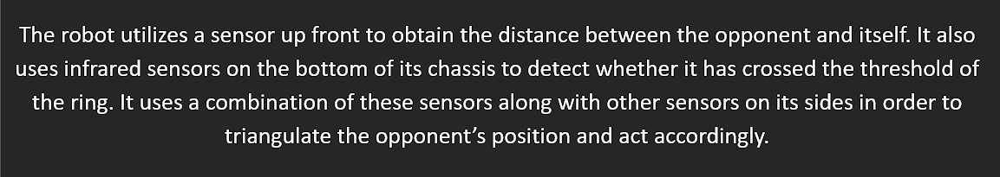 The robot utilizes a sensor up front to obtain the distance between the opponent and itself. It also
uses infrared sensors on the bottom of its chassis to detect whether it has crossed the threshold of
the ring. It uses a combination of these sensors along with other sensors on its sides in order to
triangulate the opponent’s position and act accordingly.